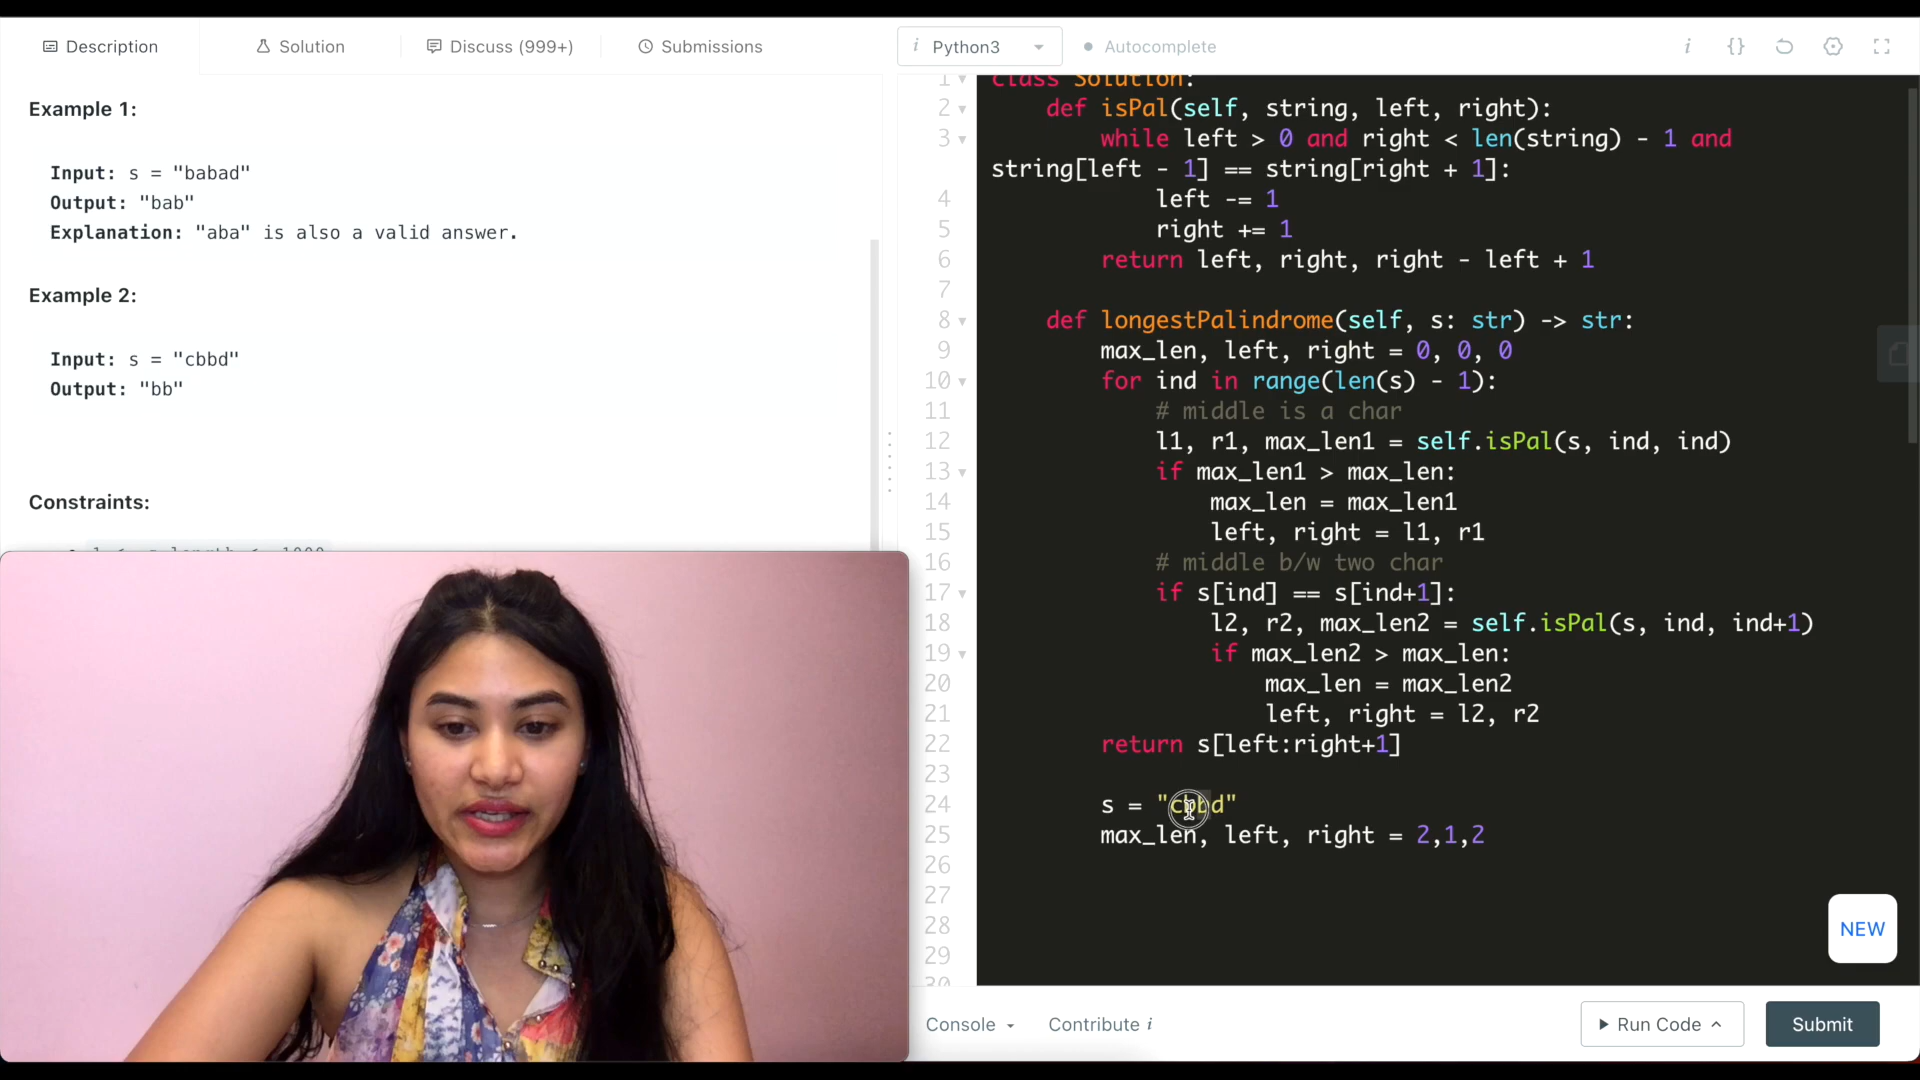 Description
Solution
Discuss (999+)
Submissions
i Python3
Autocomplete
i {}
Example 1:
Input: s = "babad"
Output: "bab"
Explanation: "aba" is also a valid answer.
Example 2:
Input: s = "cbbd"
Output: "bb"
Constraints:
1 class Solution:
2 def isPal(self, string, left, right):
3 while left > 0 and right < len(string) - 1 and
string[left - 1] == string[right + 1]:
4 left -= 1
5 right += 1
6 return left, right, right - left + 1
7
8 def longestPalindrome(self, s: str) -> str:
9 max_len, left, right = 0, 0, 0
10 for ind in range(len(s) - 1):
11 # middle is a char
12 l1, r1, max_len1 = self.isPal(s, ind, ind)
13 if max_len1 > max_len:
14 max_len = max_len1
15 left, right = l1, r1
16 # middle b/w two char
17 if s[ind] == s[ind+1]:
18 l2, r2, max_len2 = self.isPal(s, ind, ind+1)
19 if max_len2 > max_len:
20 max_len = max_len2
21 left, right = l2, r2
22 return s[left:right+1]
23
24 s = "cbbd"
25 max_len, left, right = 2,1,2
26
27
28
29
30
NEW
Console
Contribute i
Run Code
Submit